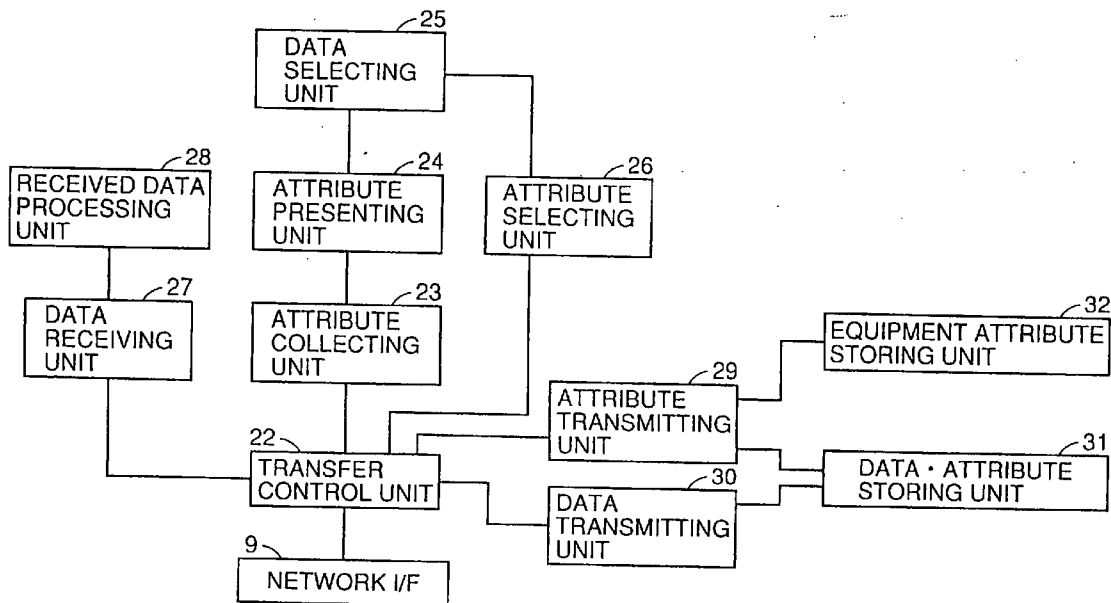 25
DATA
SELECTING
UNIT
28
RECEIVED DATA
PROCESSING
UNIT
24
ATTRIBUTE
PRESENTING
UNIT
26
ATTRIBUTE
SELECTING
UNIT
27
DATA
RECEIVING
UNIT
23
ATTRIBUTE
COLLECTING
UNIT
32
EQUIPMENT ATTRIBUTE
STORING UNIT
29
ATTRIBUTE
TRANSMITTING
UNIT
22
TRANSFER
CONTROL UNIT
31
DATA・ATTRIBUTE
STORING UNIT
30
DATA
TRANSMITTING
UNIT
9
NETWORK I/F